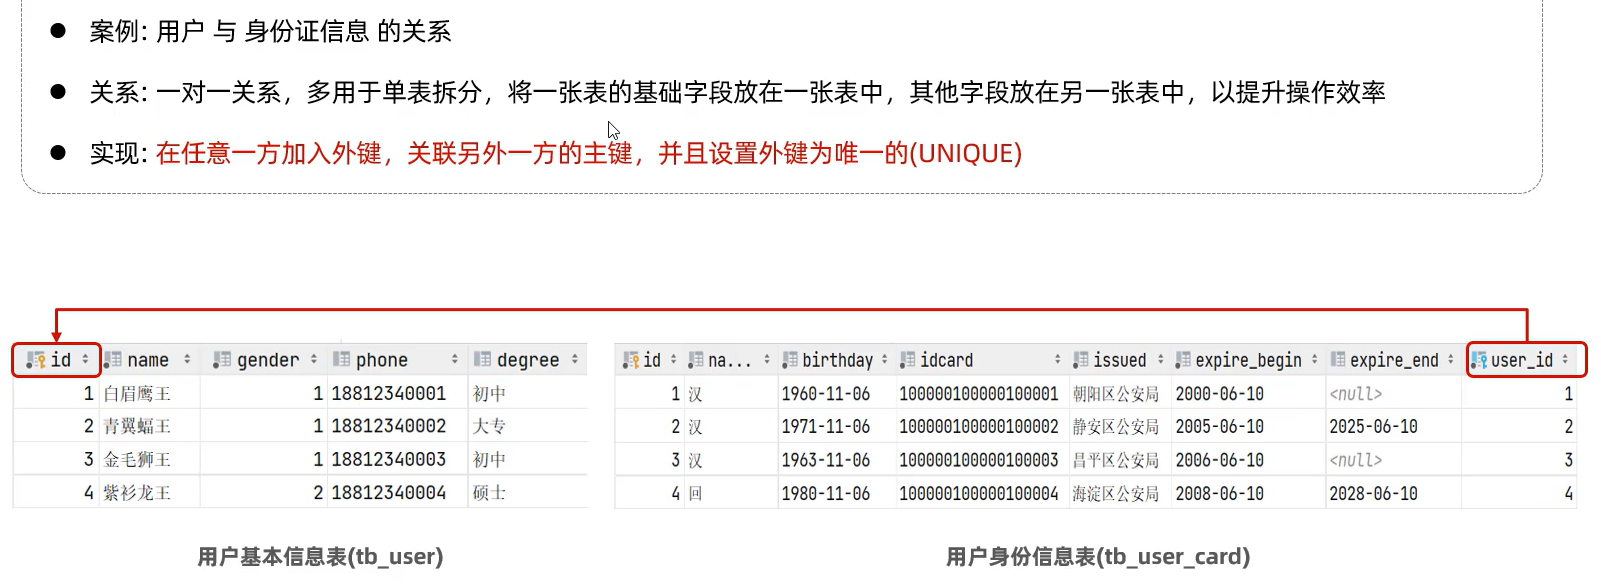 ● 案例: 用户 与 身份证信息 的关系
● 关系: 一对一关系，多用于单表拆分，将一张表的基础字段放在一张表中，其他字段放在另一张表中，以提升操作效率
● 实现: 在任意一方加入外键，关联另外一方的主键，并且设置外键为唯一的(UNIQUE)
id name gender phone degree
1 白眉鹰王 1 18812340001 初中
2 青翼蝠王 1 18812340002 大专
3 金毛狮王 1 18812340003 初中
4 紫衫龙王 2 18812340004 硕士
用户基本信息表(tb_user)
id na... birthday idcard issued expire_begin expire_end user_id
1 汉 1960-11-06 100000100000100001 朝阳区公安局 2000-06-10 <null> 1
2 汉 1971-11-06 100000100000100002 静安区公安局 2005-06-10 2025-06-10 2
3 汉 1963-11-06 100000100000100003 昌平区公安局 2006-06-10 <null> 3
4 回 1980-11-06 100000100000100004 海淀区公安局 2008-06-10 2028-06-10 4
用户身份信息表(tb_user_card)